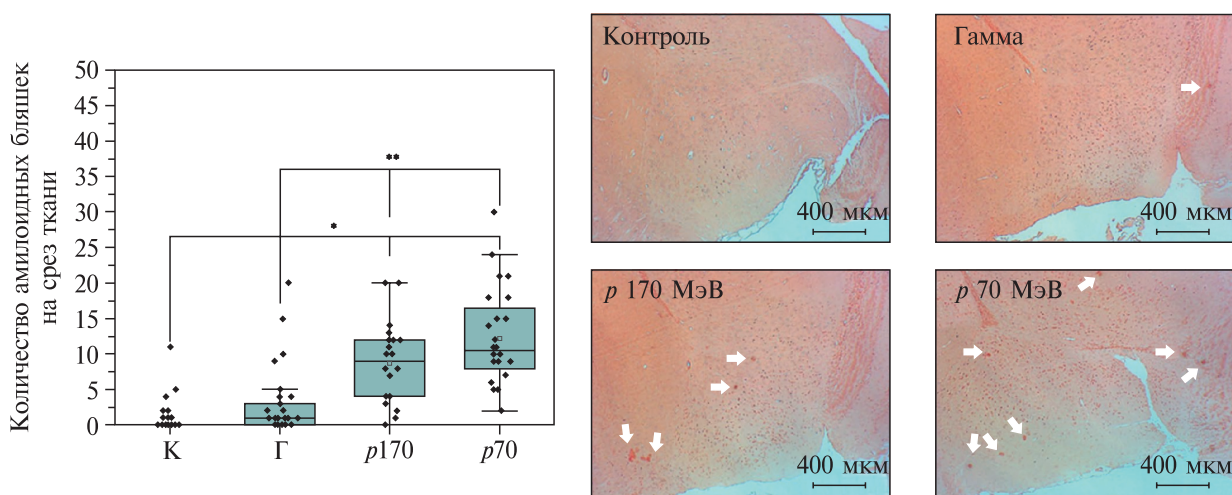 Количество амилоидных бляшек
на срез ткани
50
45
40
35
30
25
20
15
10
5
0
**
*
К
Г
p170
p70
Контроль
400 мкм
Гамма
400 мкм
p 170 МэВ
400 мкм
p 70 МэВ
400 мкм